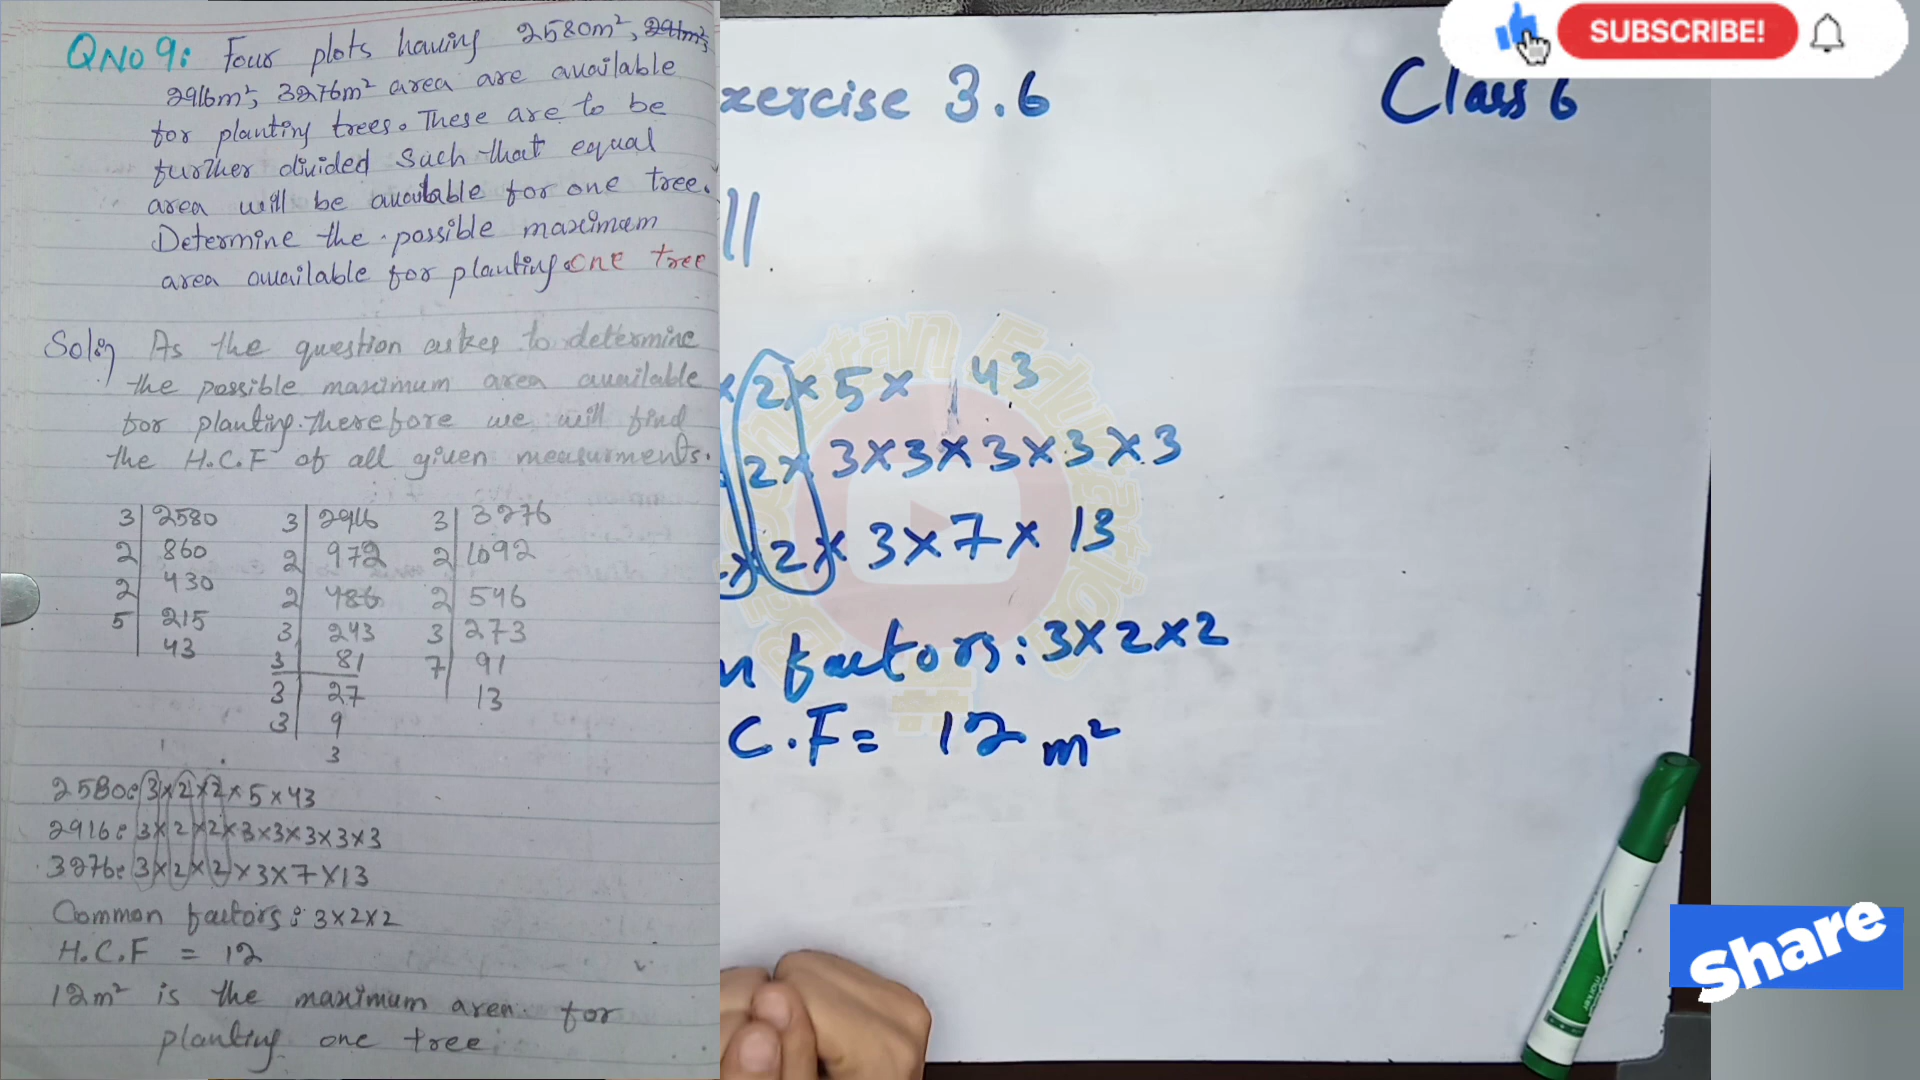 QNo 9: Four plots having 2580m², 291m²,
2916m², 3276m² area are available
for planting trees. These are to be
further divided such that equal
area will be available for one tree.
Determine the possible maximum
area available for planting one tree
Sol:
As the question askes to determine
the possible maximum area available
for planting. Therefore we will find
the H.C.F of all given measurments.
3 2580 3 2916 3 3276
2 860 2 972 2 1092
2 430 2 486 2 546
5 215 3 243 3 273
43 3 81 7 91
3 27 13
3 9
3
2580: 3×2×2×5×43
2916: 3×2×2×3×3×3×3×3
3276: 3×2×2×3×7×13
Common factors: 3×2×2
H.C.F = 12
12m² is the maximum area for
planting one tree
xercise 3.6 Class 6
× 2× 5× 43
2× 3×3×3×3×3
×2×3×7×13
n factors: 3×2×2
C.F = 12 m²
SUBSCRIBE!
Share